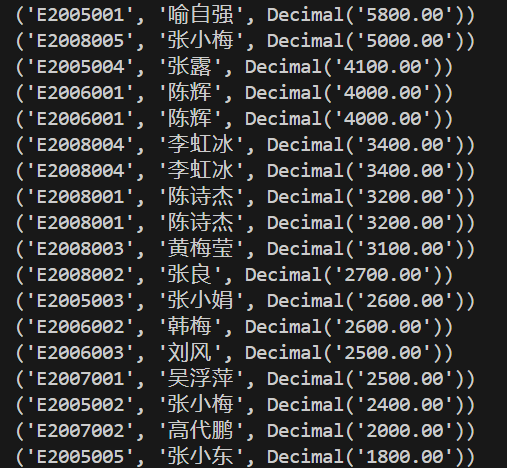 ('E2005001', '喻自强', Decimal('5800.00'))
('E2008005', '张小梅', Decimal('5000.00'))
('E2005004', '张露', Decimal('4100.00'))
('E2006001', '陈辉', Decimal('4000.00'))
('E2006001', '陈辉', Decimal('4000.00'))
('E2008004', '李虹冰', Decimal('3400.00'))
('E2008004', '李虹冰', Decimal('3400.00'))
('E2008001', '陈诗杰', Decimal('3200.00'))
('E2008001', '陈诗杰', Decimal('3200.00'))
('E2008003', '黄梅莹', Decimal('3100.00'))
('E2008002', '张良', Decimal('2700.00'))
('E2005003', '张小娟', Decimal('2600.00'))
('E2006002', '韩梅', Decimal('2600.00'))
('E2006003', '刘风', Decimal('2500.00'))
('E2007001', '吴浮萍', Decimal('2500.00'))
('E2005002', '张小梅', Decimal('2400.00'))
('E2007002', '高代鹏', Decimal('2000.00'))
('E2005005', '张小东', Decimal('1800.00'))